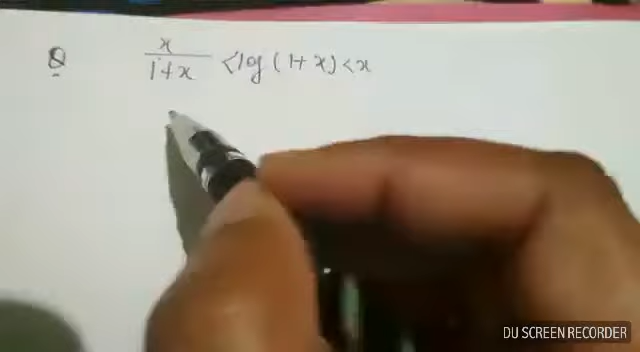 Q x/1+x < log(1+x) < x
DU SCREEN RECORDER